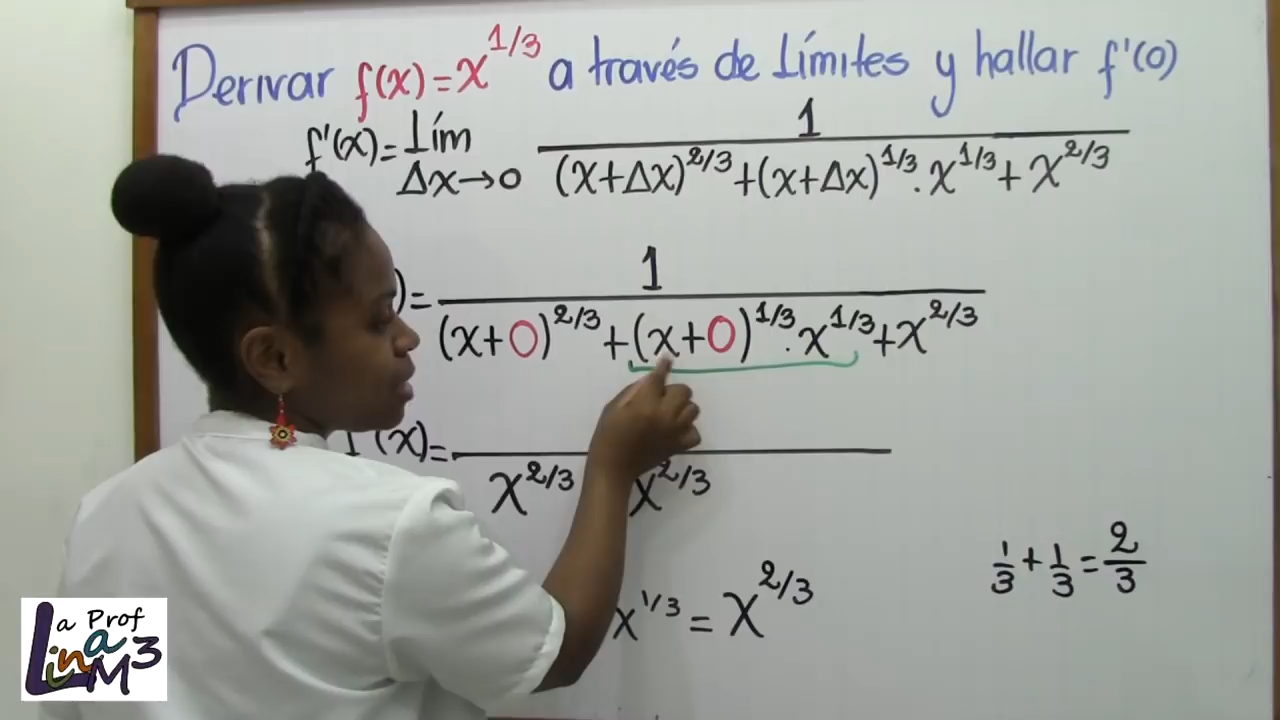 Derivar f(x)=x^1/3 a través de Límites y hallar f'(0)
f'(x)=Lím Δx→0 1/((x+Δx)^2/3+(x+Δx)^1/3·x^1/3+x^2/3)
)= 1/((x+0)^2/3+(x+0)^1/3·x^1/3+x^2/3)
(x)= x^2/3 x^2/3
1/3+1/3=2/3
x^1/3=x^2/3
La Prof
Lina M3